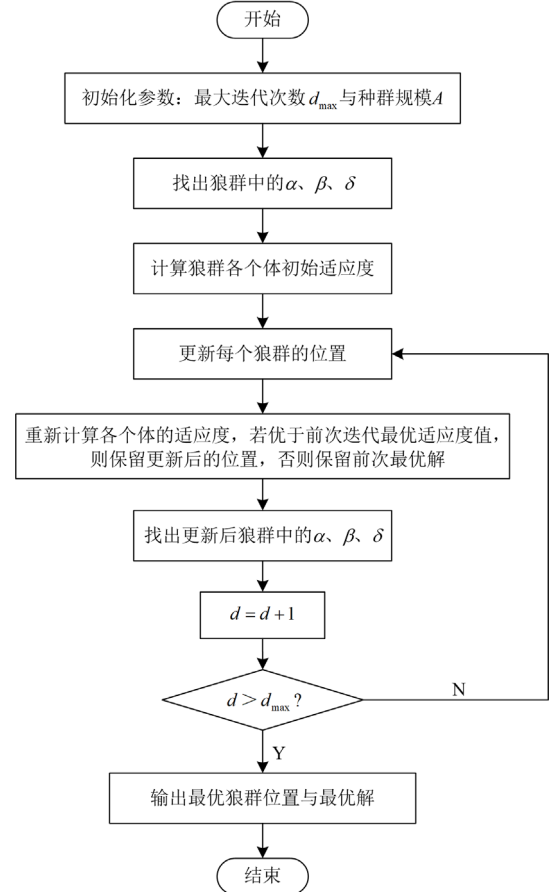 开始
初始化参数：最大迭代次数 dmax 与种群规模A
找出狼群中的α、β、δ
计算狼群各个体初始适应度
更新每个狼群的位置
重新计算各个体的适应度，若优于前次迭代最优适应度值，
则保留更新后的位置，否则保留前次最优解
找出更新后狼群中的α、β、δ
d = d + 1
d > dmax ?
N
Y
输出最优狼群位置与最优解
结束